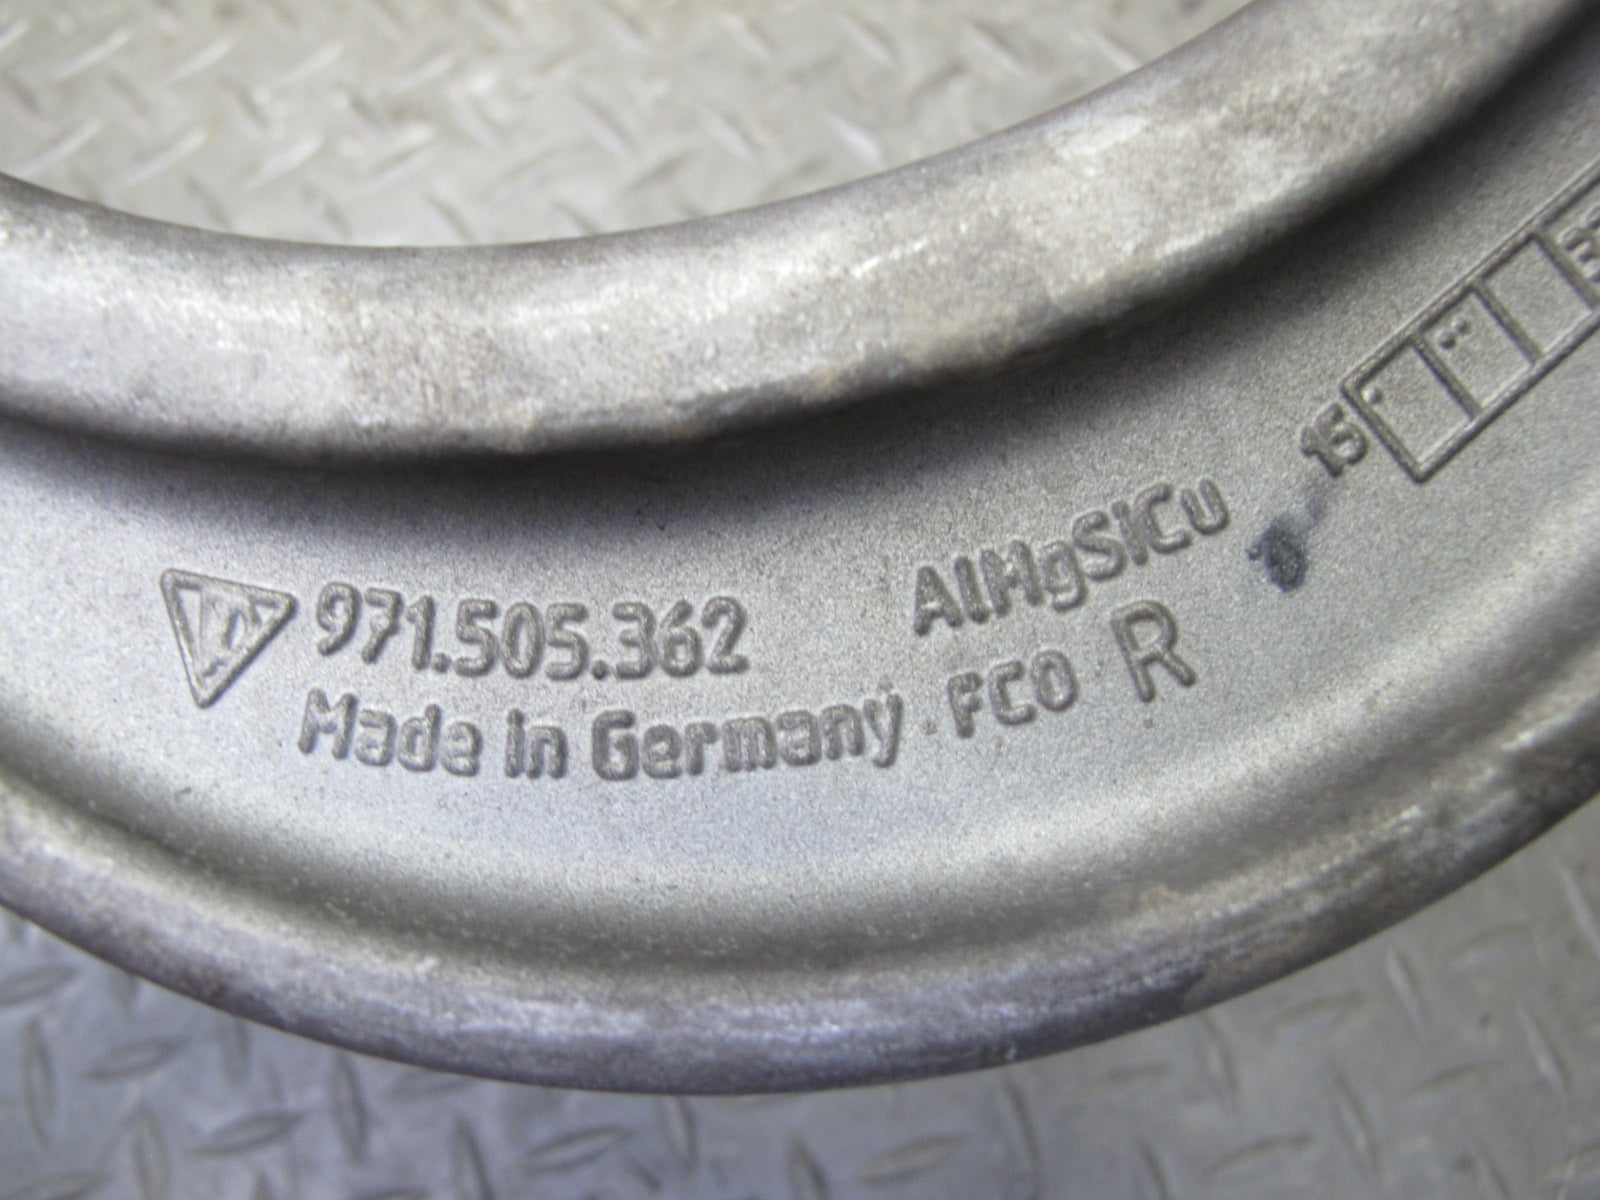 971.505.362
Made in Germany
AlMgSiCu
FCO R
15